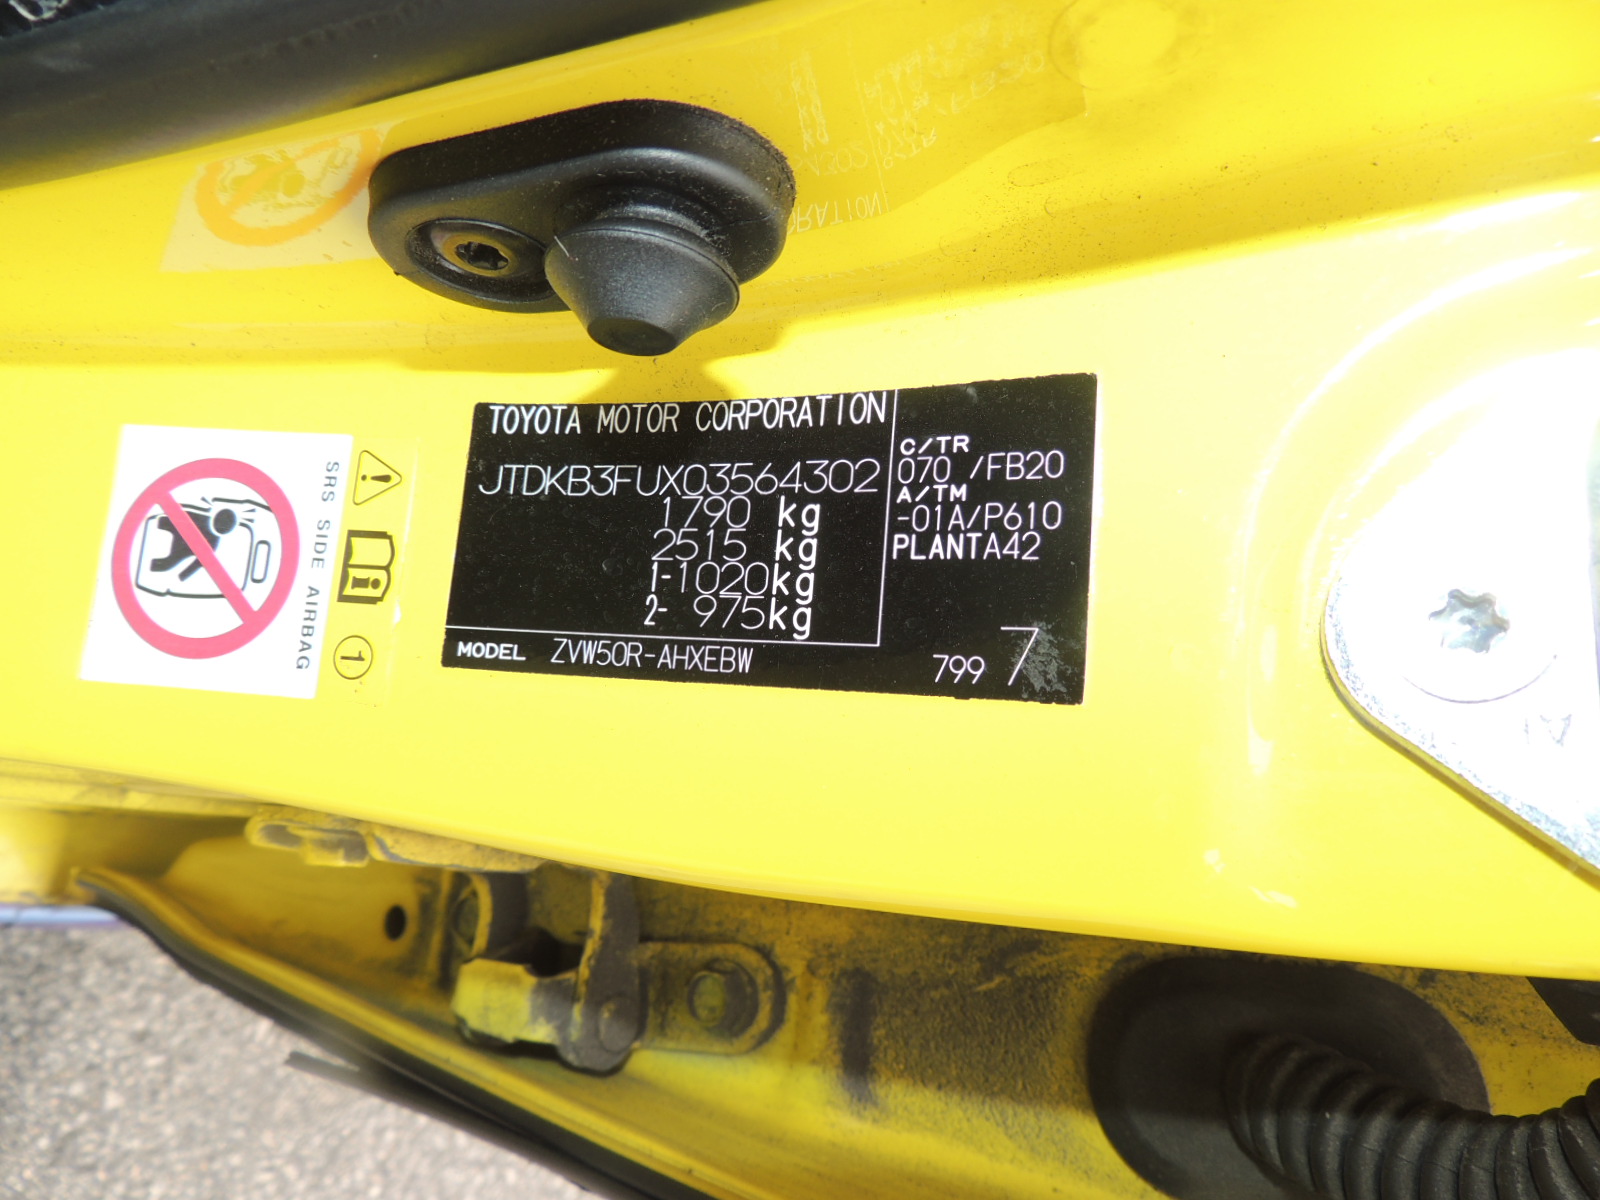 TOYOTA MOTOR CORPORATION
JTDKB3FUX03564302
1790 kg
2515 kg
1-1020kg
2- 975kg
MODEL ZVW50R-AHXEBW
C/TR
070 /FB20
A/TM
-01A/P610
PLANTA42
799 7
SRS SIDE AIRBAG
1